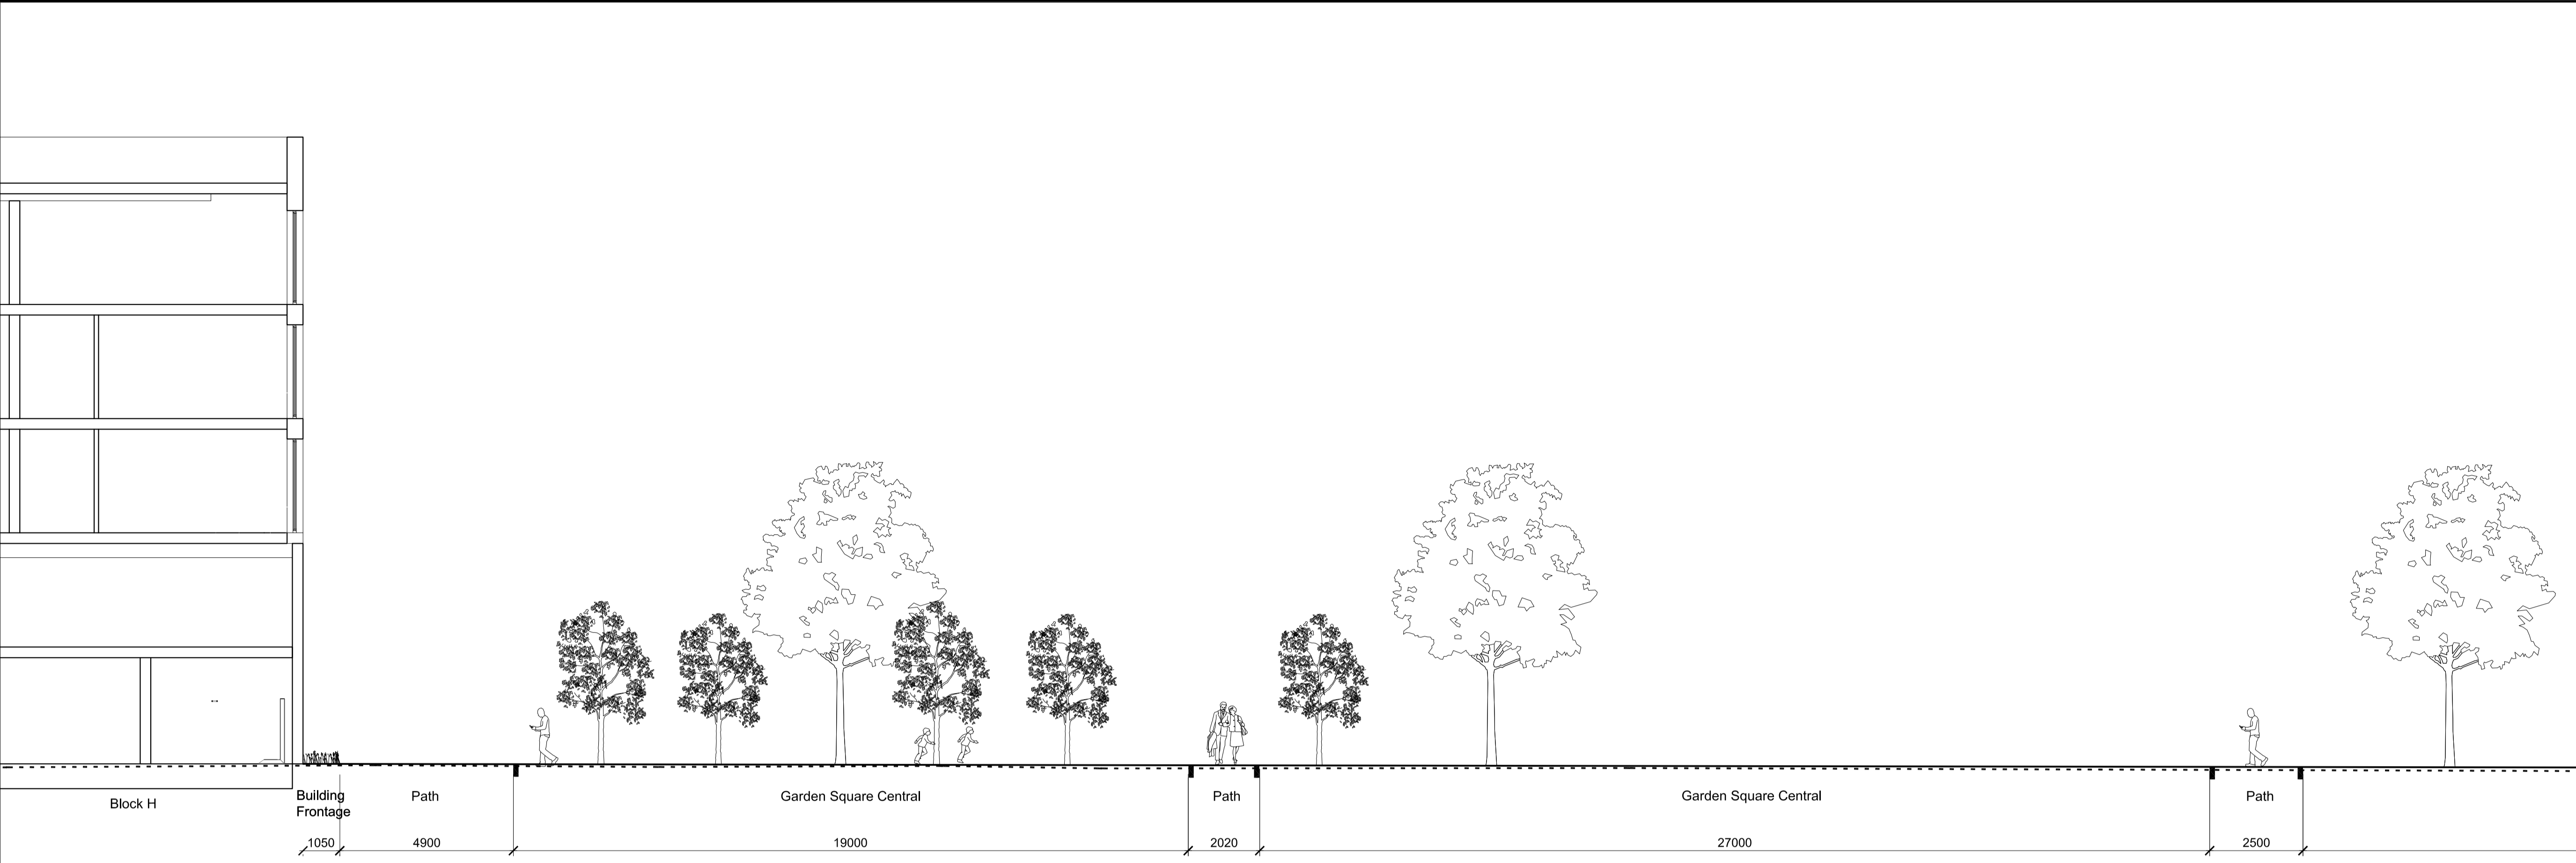 Block H
Building
Frontage
Path
Garden Square Central
Path
Garden Square Central
Path
1050
4900
19000
2020
27000
2500